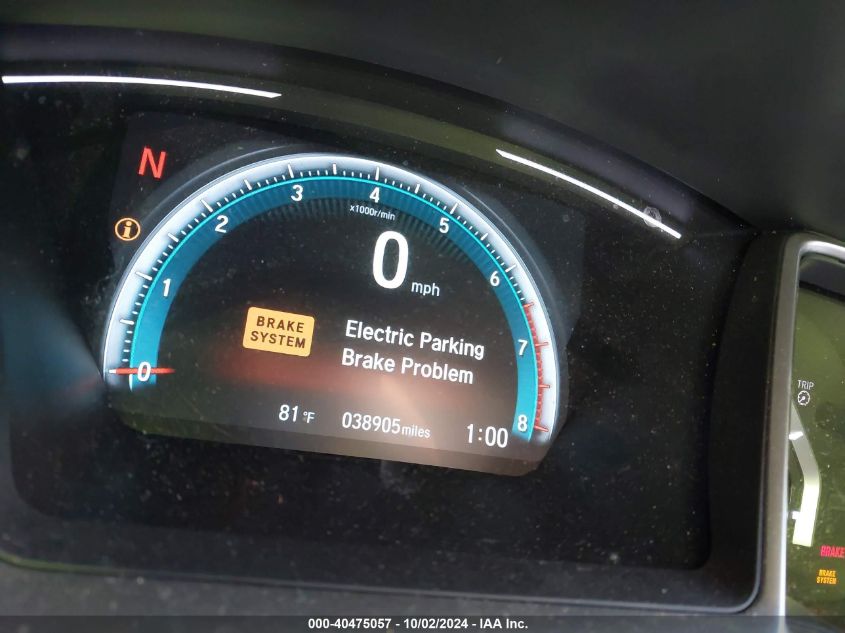 N
4
3
5
x1000r/min
2
6
0
mph
1
BRAKE
SYSTEM
Electric Parking
Brake Problem
7
0
8
81°F
038905miles
1:00
TRIP
BRAKE
BRAKE
SYSTEM
000-40475057 - 10/02/2024 - IAA Inc.